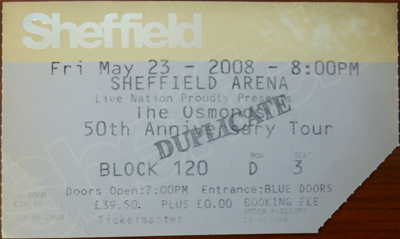 Sheffield
Fri May 23 - 2008 - 8:00PM
SHEFFIELD ARENA
Live Nation Proudly Presents
The Osmonds
50th Anniversary Tour
DUPLICATE
ROW SEAT
BLOCK 120 D 3
Doors Open:7:00PM Entrance:BLUE DOORS
£39.50 PLUS £0.00 BOOKING FEE
Ticketmaster